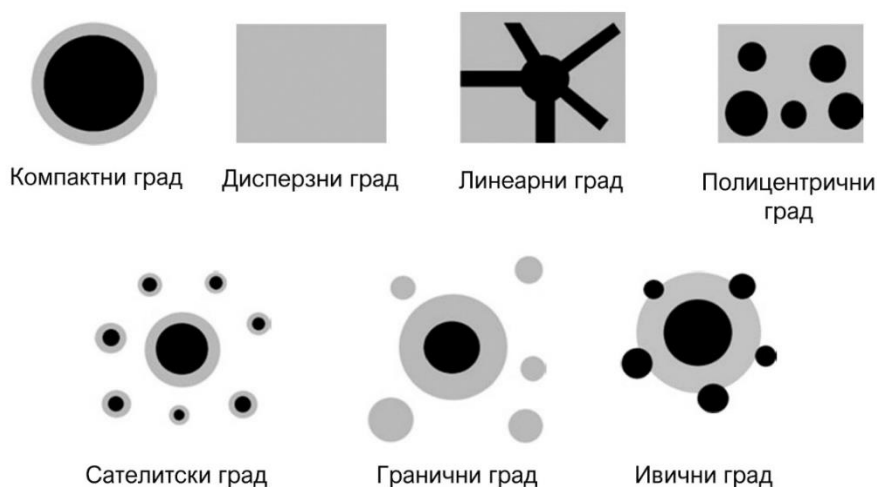 Компактни град
Дисперзни град
Линеарни град
Полицентрични
град
Сателитски град
Гранични град
Ивични град